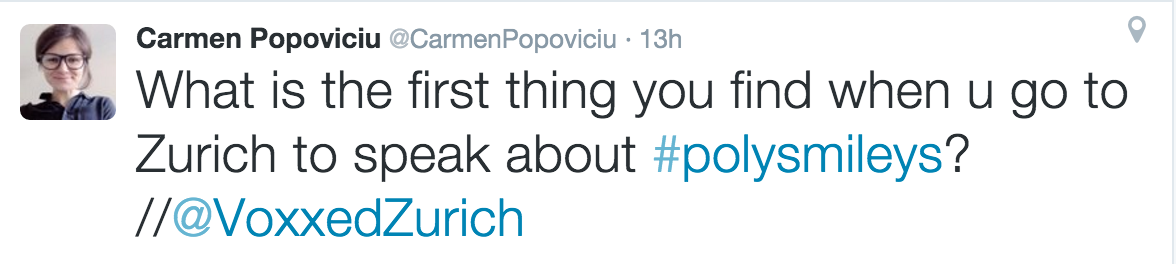 Carmen Popoviciu @CarmenPopoviciu · 13h
What is the first thing you find when u go to
Zurich to speak about #polysmileys?
//@VoxxedZurich